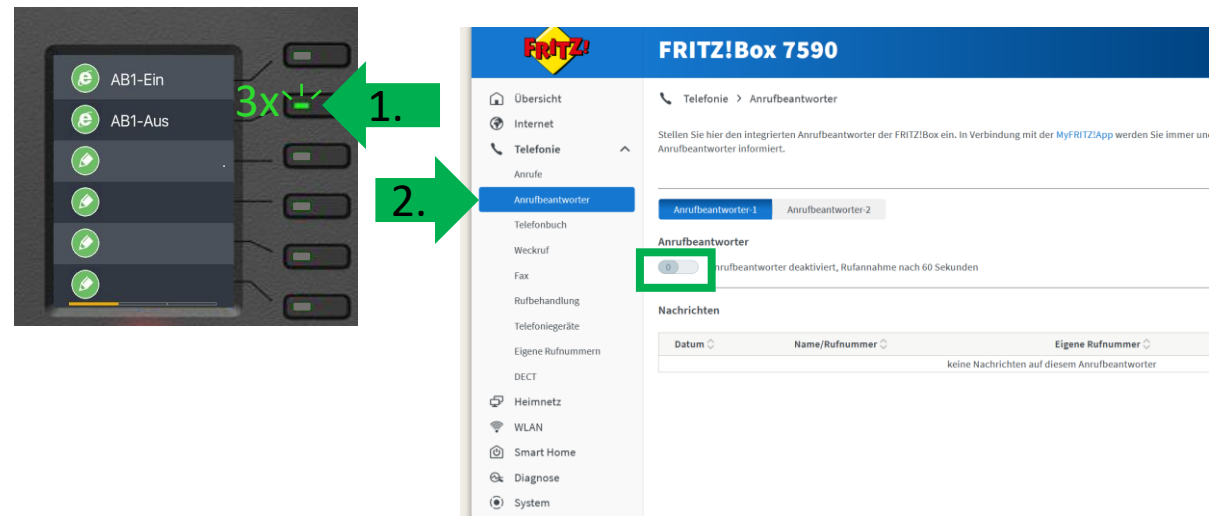 AB1-Ein
AB1-Aus
3x
1.
2.
FRITZ!
FRITZ!Box 7590
Übersicht
Internet
Telefonie
Anrufe
Anrufbeantworter
Telefonbuch
Weckruf
Fax
Rufbehandlung
Telefoniegeräte
Eigene Rufnummern
DECT
Heimnetz
WLAN
Smart Home
Diagnose
System
Telefonie > Anrufbeantworter
Stellen Sie hier den integrierten Anrufbeantworter der FRITZ!Box ein. In Verbindung mit der MyFRITZ!App werden Sie immer un
Anrufbeantworter informiert.
Anrufbeantworter-1 Anrufbeantworter-2
Anrufbeantworter
0 nrufbeantworter deaktiviert, Rufannahme nach 60 Sekunden
Nachrichten
Datum Name/Rufnummer Eigene Rufnummer
keine Nachrichten auf diesem Anrufbeantworter